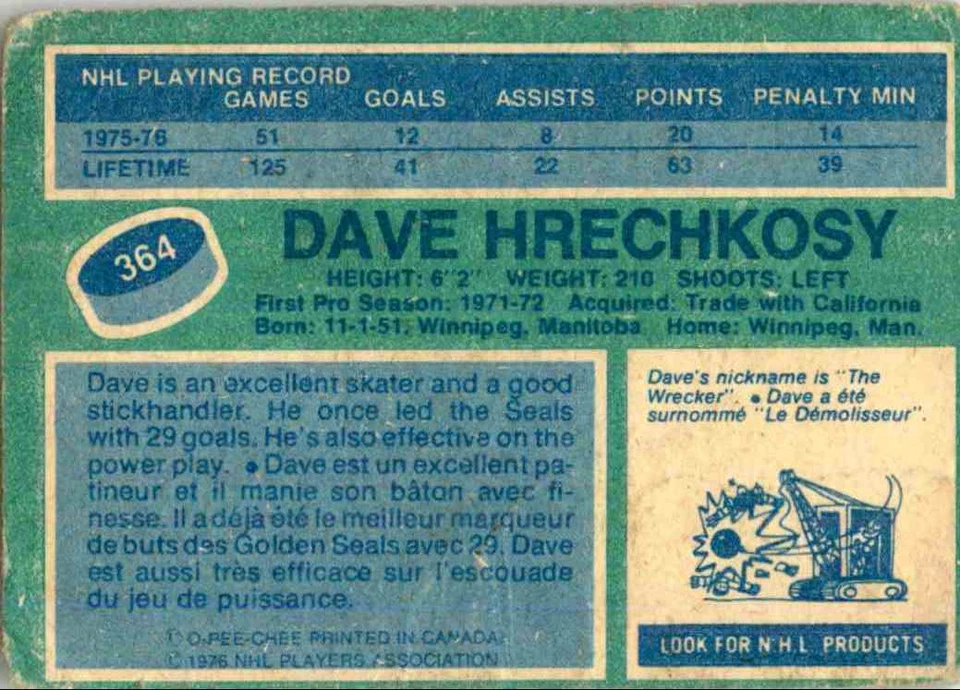 NHL PLAYING RECORD
GAMES GOALS ASSISTS POINTS PENALTY MIN
1975-76 51 12 8 20 14
LIFETIME 125 41 22 63 39
364
DAVE HRECHKOSY
HEIGHT: 6'2" WEIGHT: 210 SHOOTS: LEFT
First Pro Season: 1971-72 Acquired: Trade with California
Born: 11-1-51, Winnipeg, Manitoba Home: Winnipeg, Man.
Dave is an excellent skater and a good
stickhandler. He once led the Seals
with 29 goals. He's also effective on the
power play. • Dave est un excellent pa-
tineur et il manie son bâton avec fi-
nesse. Il a déjà été le meilleur marqueur
de buts des Golden Seals avec 29. Dave
est aussi très efficace sur l'escouade
du jeu de puissance.
O-PEE-CHEE PRINTED IN CANADA
© 1976 NHL PLAYERS ASSOCIATION
Dave's nickname is "The
Wrecker". • Dave a été
surnommé "Le Démolisseur".
LOOK FOR N.H.L. PRODUCTS